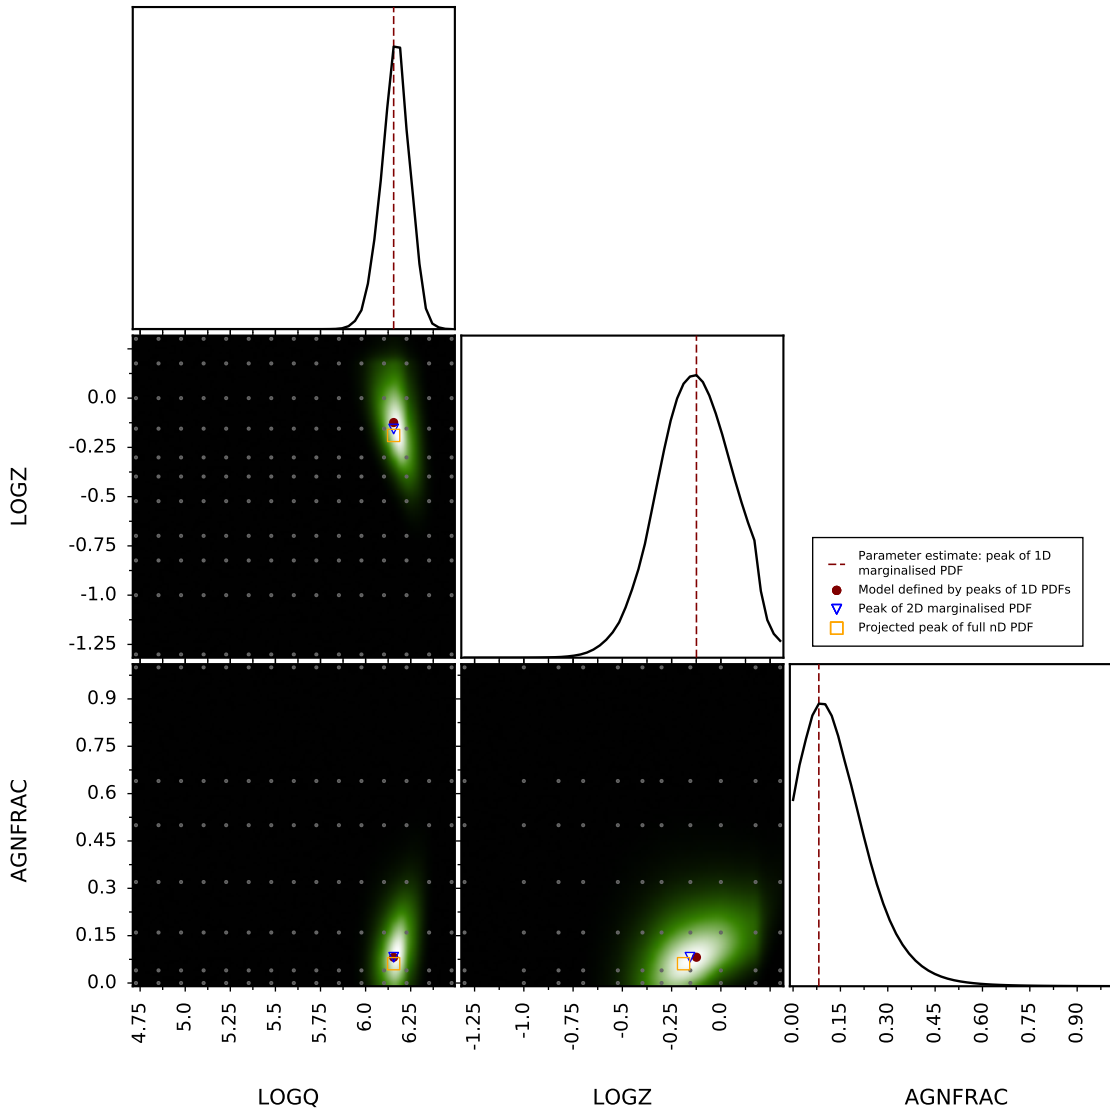 0.0
-0.25
-0.5
-0.75
-1.0
-1.25
LOGZ
Parameter estimate: peak of 1D
marginalised PDF
Model defined by peaks of 1D PDFs
Peak of 2D marginalised PDF
Projected peak of full nD PDF
0.9
0.75
0.6
0.45
0.3
0.15
0.0
AGNFRAC
4.75 5.0 5.25 5.5 5.75 6.0 6.25
-1.25 -1.0 -0.75 -0.5 -0.25 0.0
0.00 0.15 0.30 0.45 0.60 0.75 0.90
LOGQ LOGZ AGNFRAC